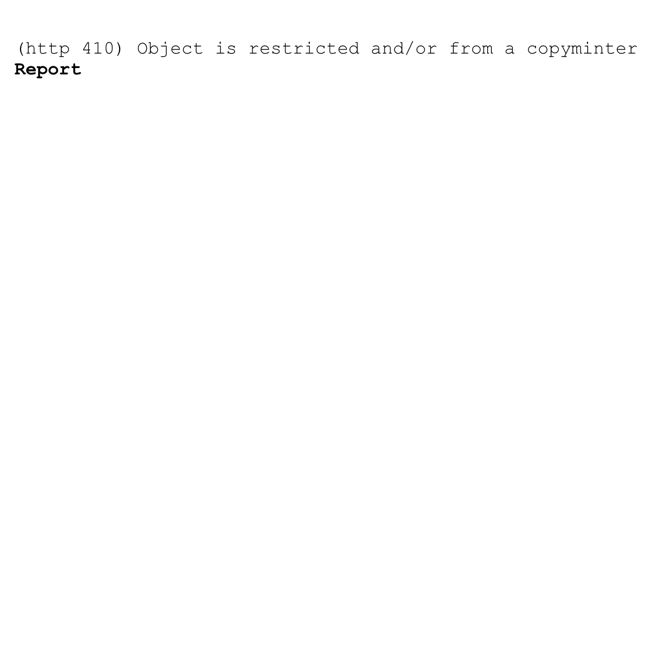 (http 410) Object is restricted and/or from a copyminter
Report